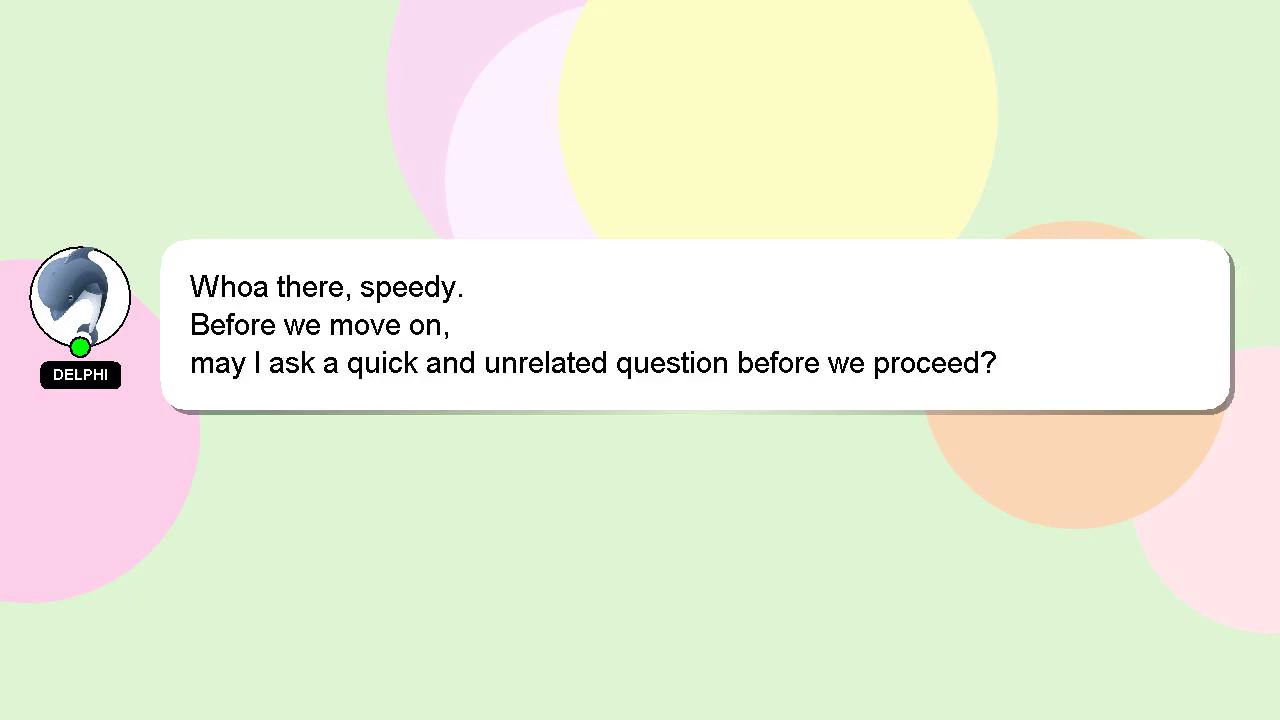 Whoa there, speedy.
Before we move on,
may I ask a quick and unrelated question before we proceed?
DELPHI